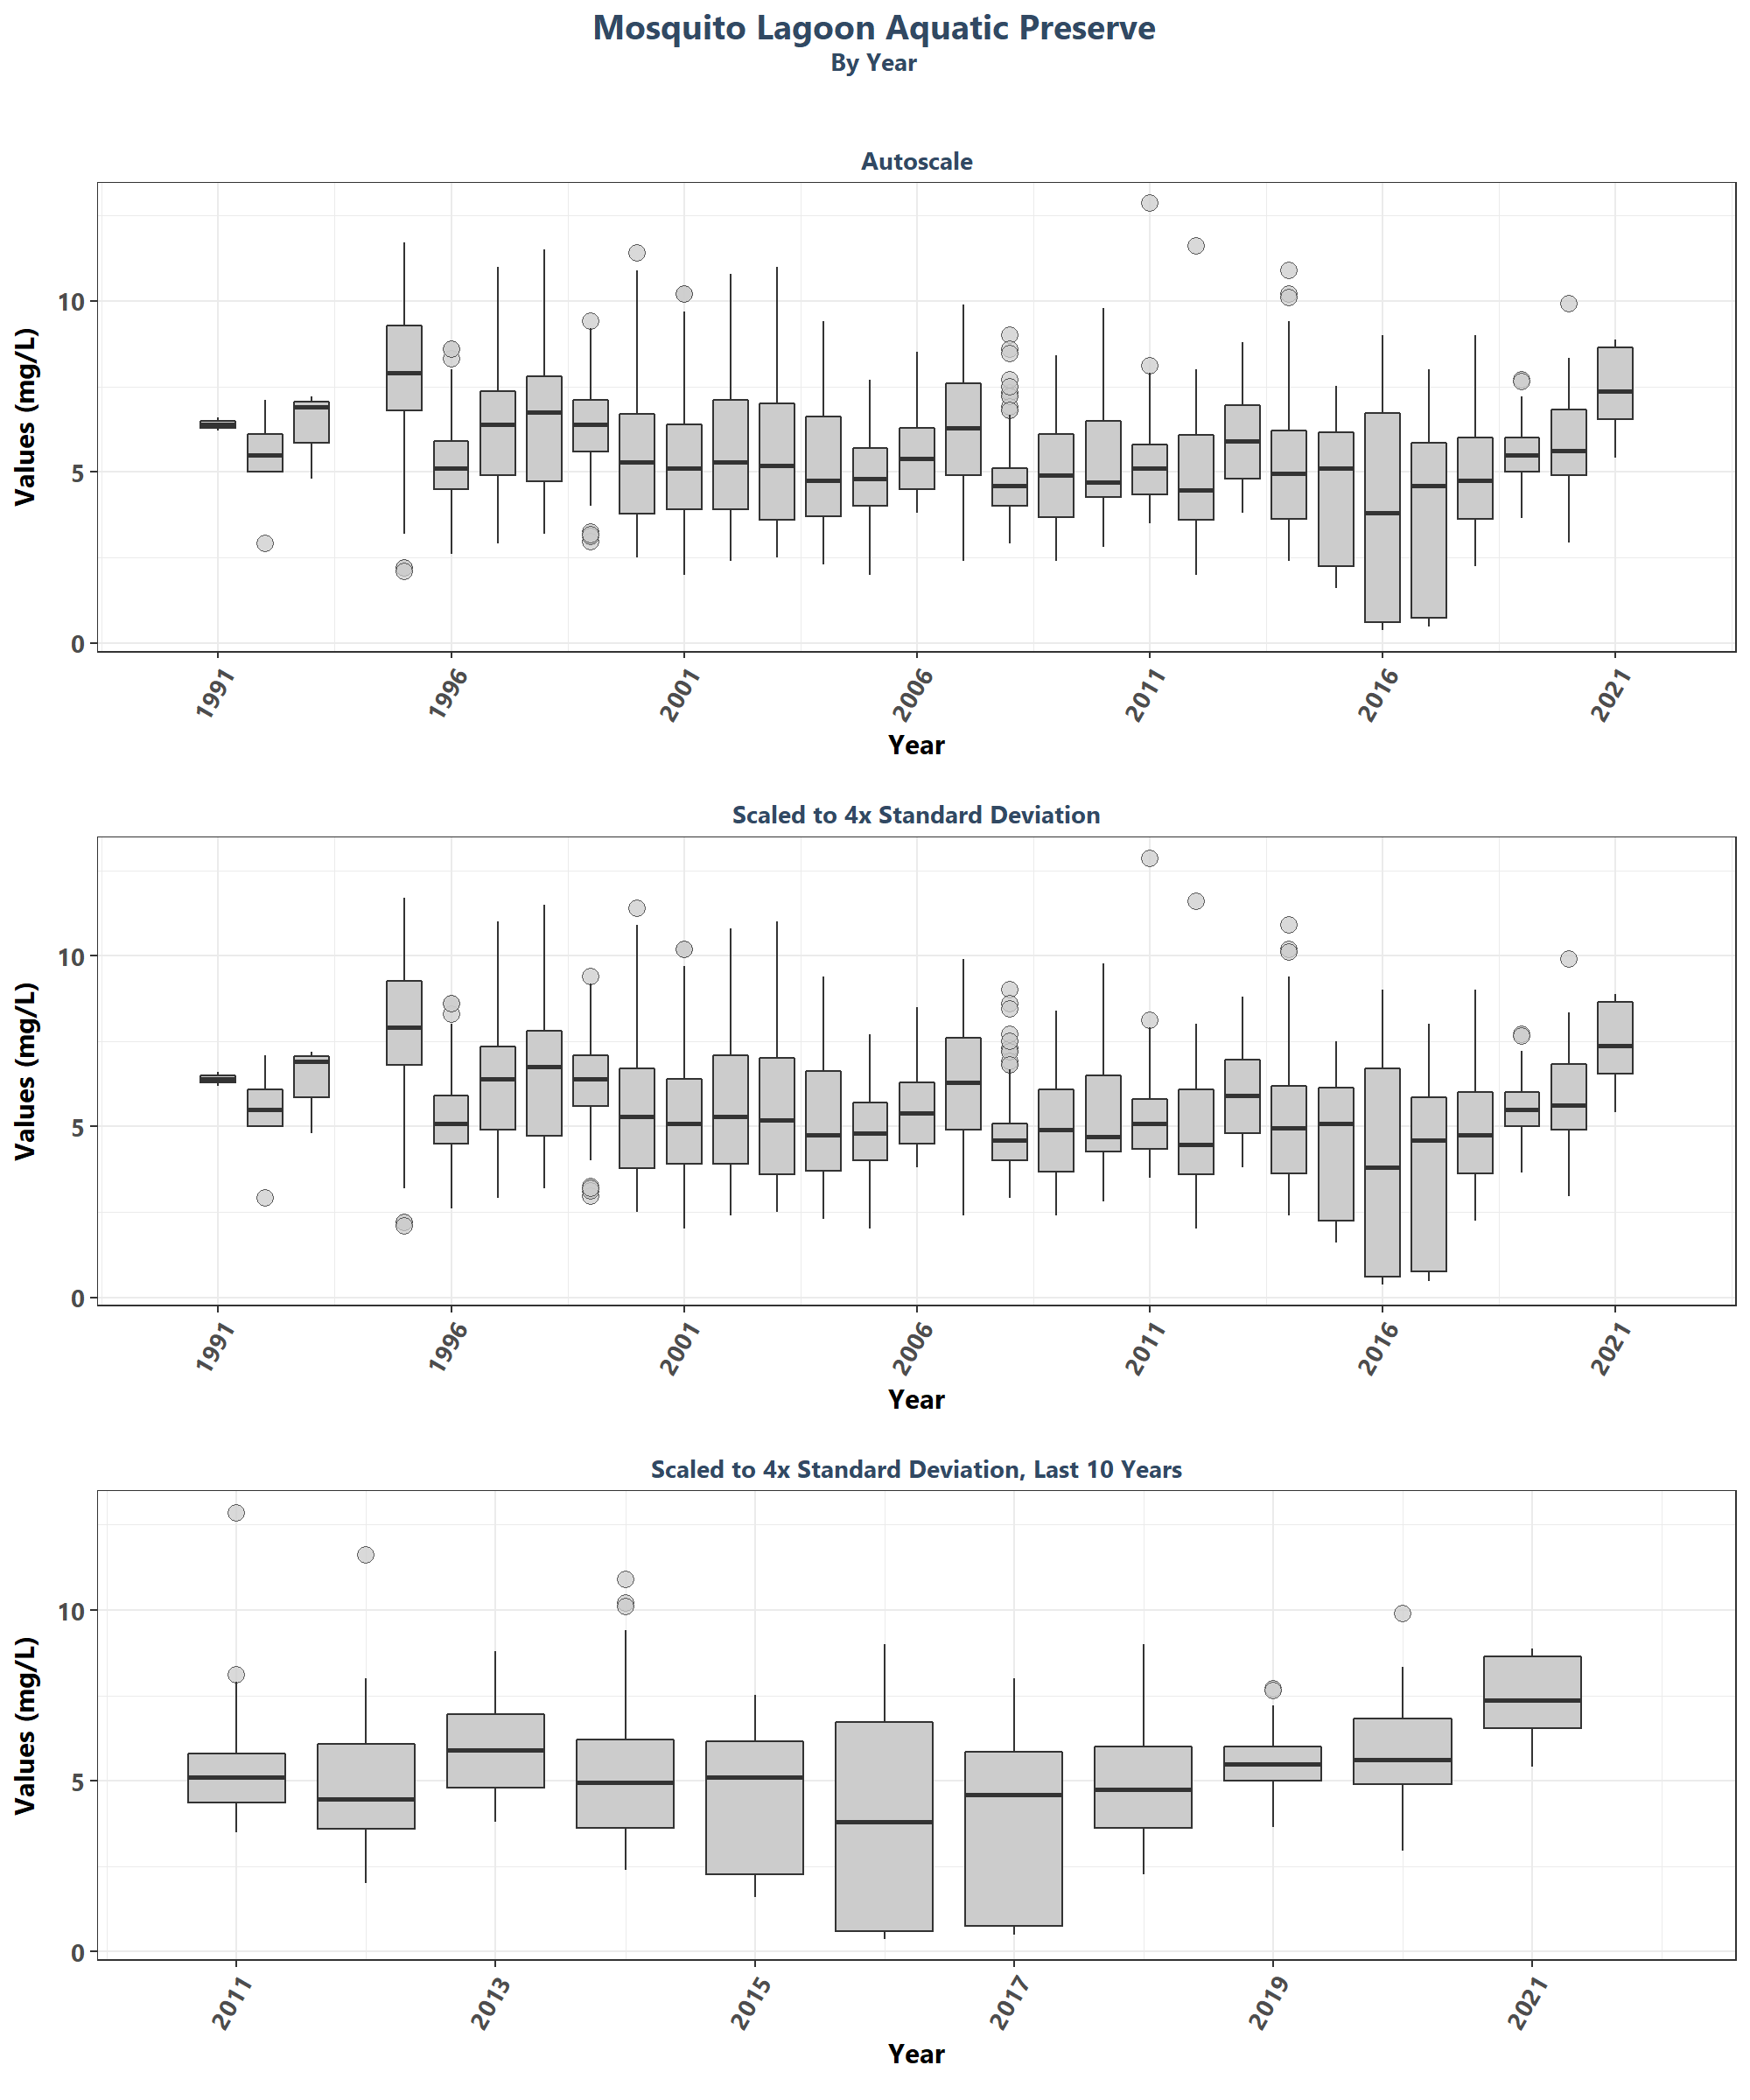 Mosquito Lagoon Aquatic Preserve
By Year
Autoscale
Values (mg/L)
10
5
0
1991 1996 2001 2006 2011 2016 2021
Year
Scaled to 4x Standard Deviation
Values (mg/L)
10
5
0
1991 1996 2001 2006 2011 2016 2021
Year
Scaled to 4x Standard Deviation, Last 10 Years
Values (mg/L)
10
5
0
2011 2013 2015 2017 2019 2021
Year